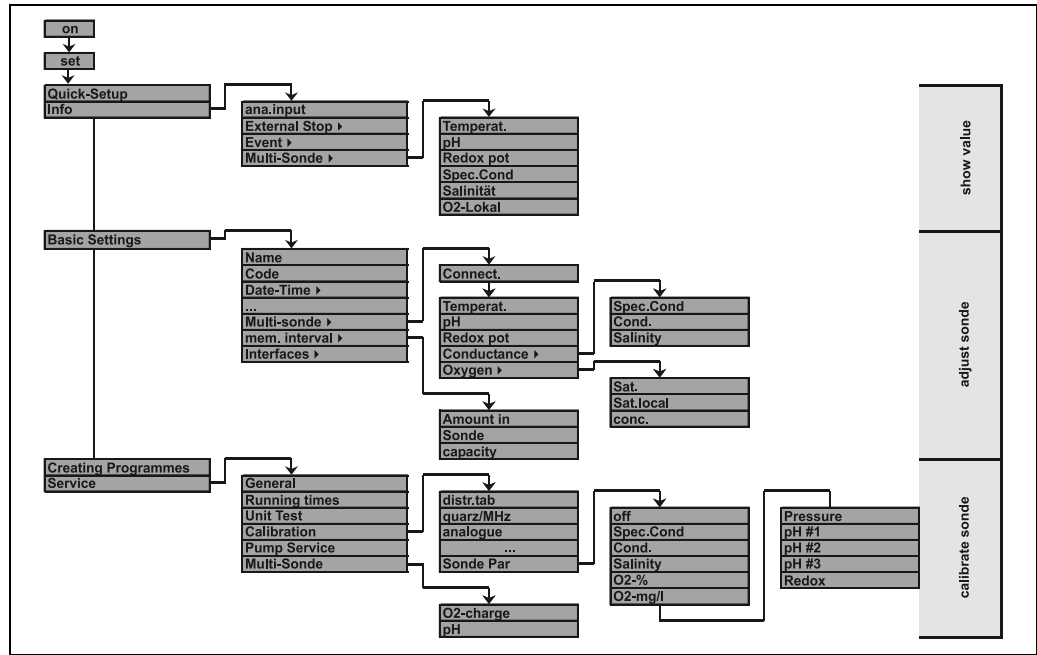 on
set
Quick-Setup
Info
ana.input
External Stop
Event
Multi-Sonde
Temperat.
pH
Redox pot
Spec.Cond
Salinität
O2-Lokal
show value
Basic Settings
Name
Code
Date-Time
...
Multi-sonde
mem. interval
Interfaces
Connect.
Temperat.
pH
Redox pot
Conductance
Oxygen
Spec.Cond
Cond.
Salinity
Sat.
Sat.local
conc.
Amount in
Sonde
capacity
adjust sonde
Creating Programmes
Service
General
Running times
Unit Test
Calibration
Pump Service
Multi-Sonde
distr.tab
quarz/MHz
analogue
...
Sonde Par
off
Spec.Cond
Cond.
Salinity
O2-%
O2-mg/l
Pressure
pH #1
pH #2
pH #3
Redox
O2-charge
pH
calibrate sonde